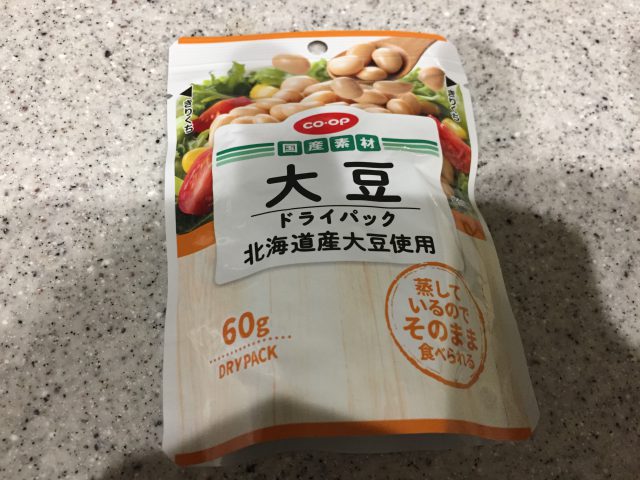 きりくち
きりくち
CO·OP
国産素材
大豆
ドライパック
北海道産大豆使用
蒸して
いるので
そのまま
食べられる
60g
DRY PACK